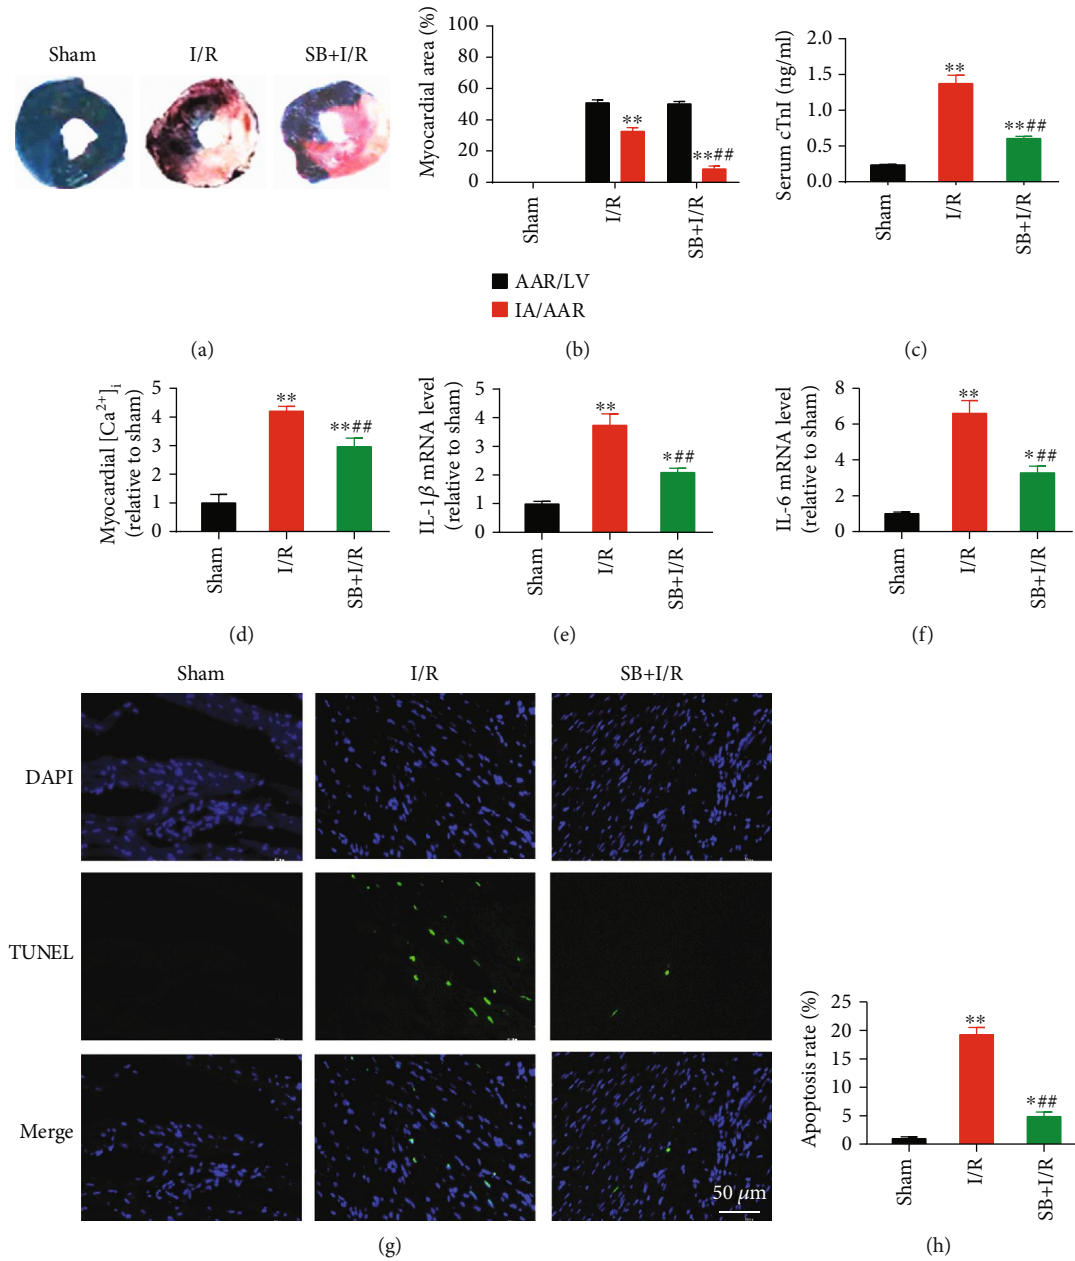 Sham I/R SB+I/R
(a)
Myocardial area (%)
100
80
60
40
20
0
**
**##
Sham
I/R
SB+I/R
AAR/LV
IA/AAR
(b)
Serum cTnI (ng/ml)
2.0
1.5
1.0
0.5
0.0
**
**##
Sham
I/R
SB+I/R
(c)
Myocardial [Ca²⁺]ᵢ
(relative to sham)
5
4
3
2
1
0
**
**##
Sham
I/R
SB+I/R
(d)
IL-1β mRNA level
(relative to sham)
5
4
3
2
1
0
**
*##
Sham
I/R
SB+I/R
(e)
IL-6 mRNA level
(relative to sham)
8
6
4
2
0
**
*##
Sham
I/R
SB+I/R
(f)
Sham I/R SB+I/R
DAPI
TUNEL
Merge
50 μm
(g)
Apoptosis rate (%)
25
20
15
10
5
0
**
*##
Sham
I/R
SB+I/R
(h)